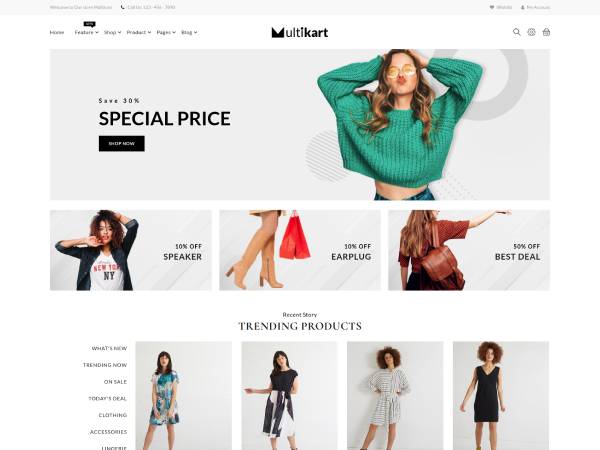 Welcome to Our store Multikart
Call Us: 123 - 456 - 7890
Wishlist
My Account
Home
Feature
NEW
Shop
Product
Pages
Blog
Multikart
Save 30%
SPECIAL PRICE
SHOP NOW
NEW YORK
NY
10% OFF
SPEAKER
10% OFF
EARPLUG
50% OFF
BEST DEAL
Recent Story
TRENDING PRODUCTS
WHAT'S NEW
TRENDING NOW
ON SALE
TODAY'S DEAL
CLOTHING
ACCESSORIES
LINGERIE